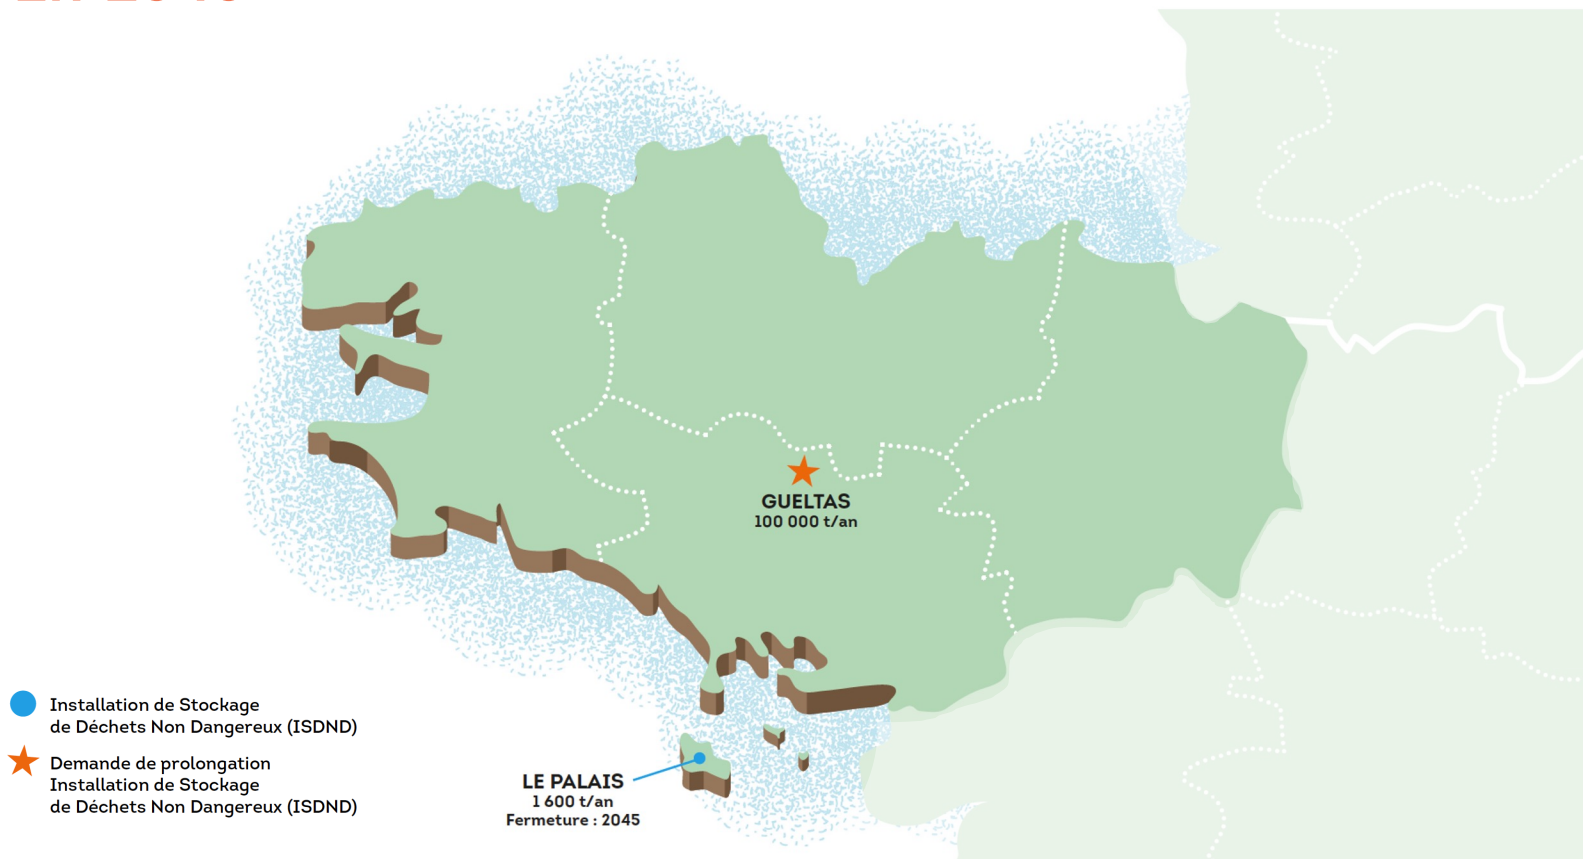 GUELTAS
100 000 t/an
Installation de Stockage
de Déchets Non Dangereux (ISDND)
Demande de prolongation
Installation de Stockage
de Déchets Non Dangereux (ISDND)
LE PALAIS
1 600 t/an
Fermeture : 2045